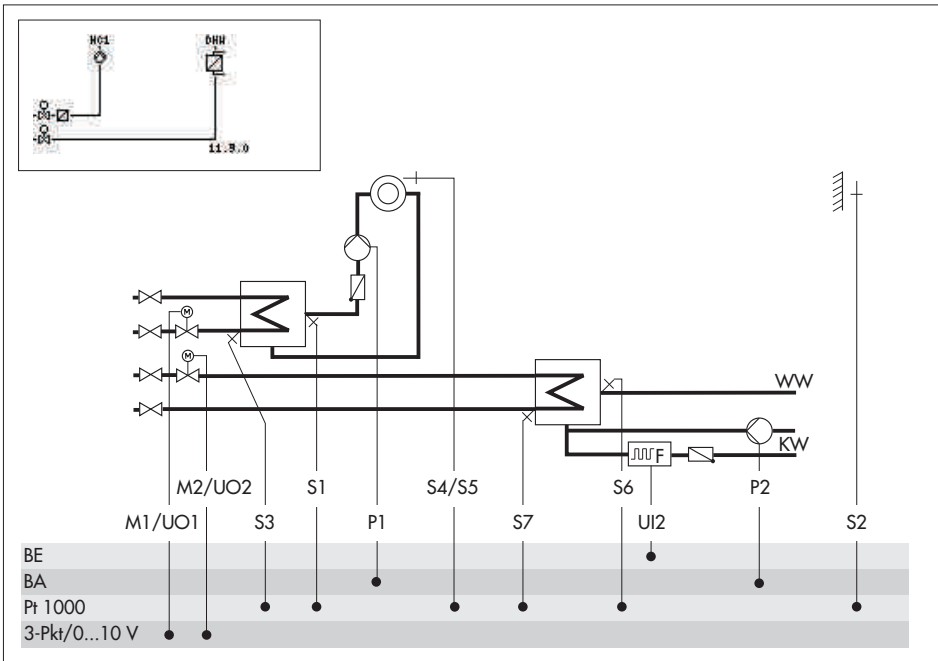 HC1 DHW
11.9.0
WW
KW
M2/UO2 S1 S4/S5 S6 P2
M1/UO1 S3 P1 S7 UI2 S2
M
M
F
BE
BA
Pt 1000
3-Pkt/0...10 V